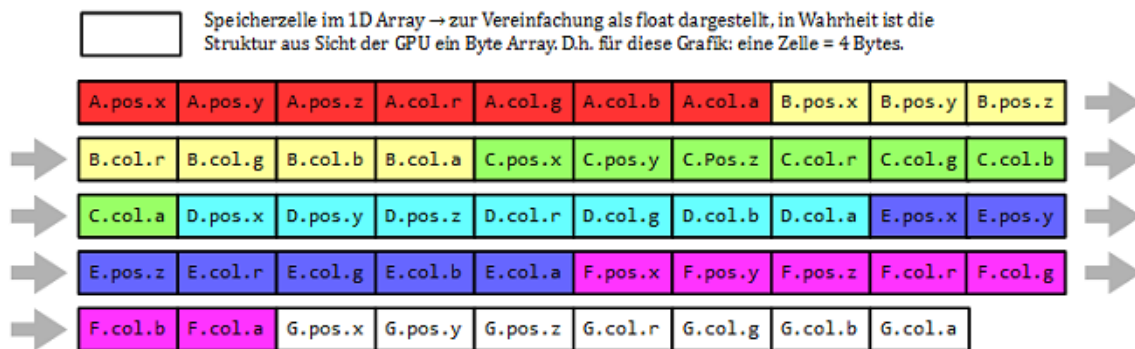 Speicherzelle im 1D Array → zur Vereinfachung als float dargestellt, in Wahrheit ist die
Struktur aus Sicht der GPU ein Byte Array. D.h. für diese Grafik: eine Zelle = 4 Bytes.
A.pos.x A.pos.y A.pos.z A.col.r A.col.g A.col.b A.col.a B.pos.x B.pos.y B.pos.z
B.col.r B.col.g B.col.b B.col.a C.pos.x C.pos.y C.Pos.z C.col.r C.col.g C.col.b
C.col.a D.pos.x D.pos.y D.pos.z D.col.r D.col.g D.col.b D.col.a E.pos.x E.pos.y
E.pos.z E.col.r E.col.g E.col.b E.col.a F.pos.x F.pos.y F.pos.z F.col.r F.col.g
F.col.b F.col.a G.pos.x G.pos.y G.pos.z G.col.r G.col.g G.col.b G.col.a